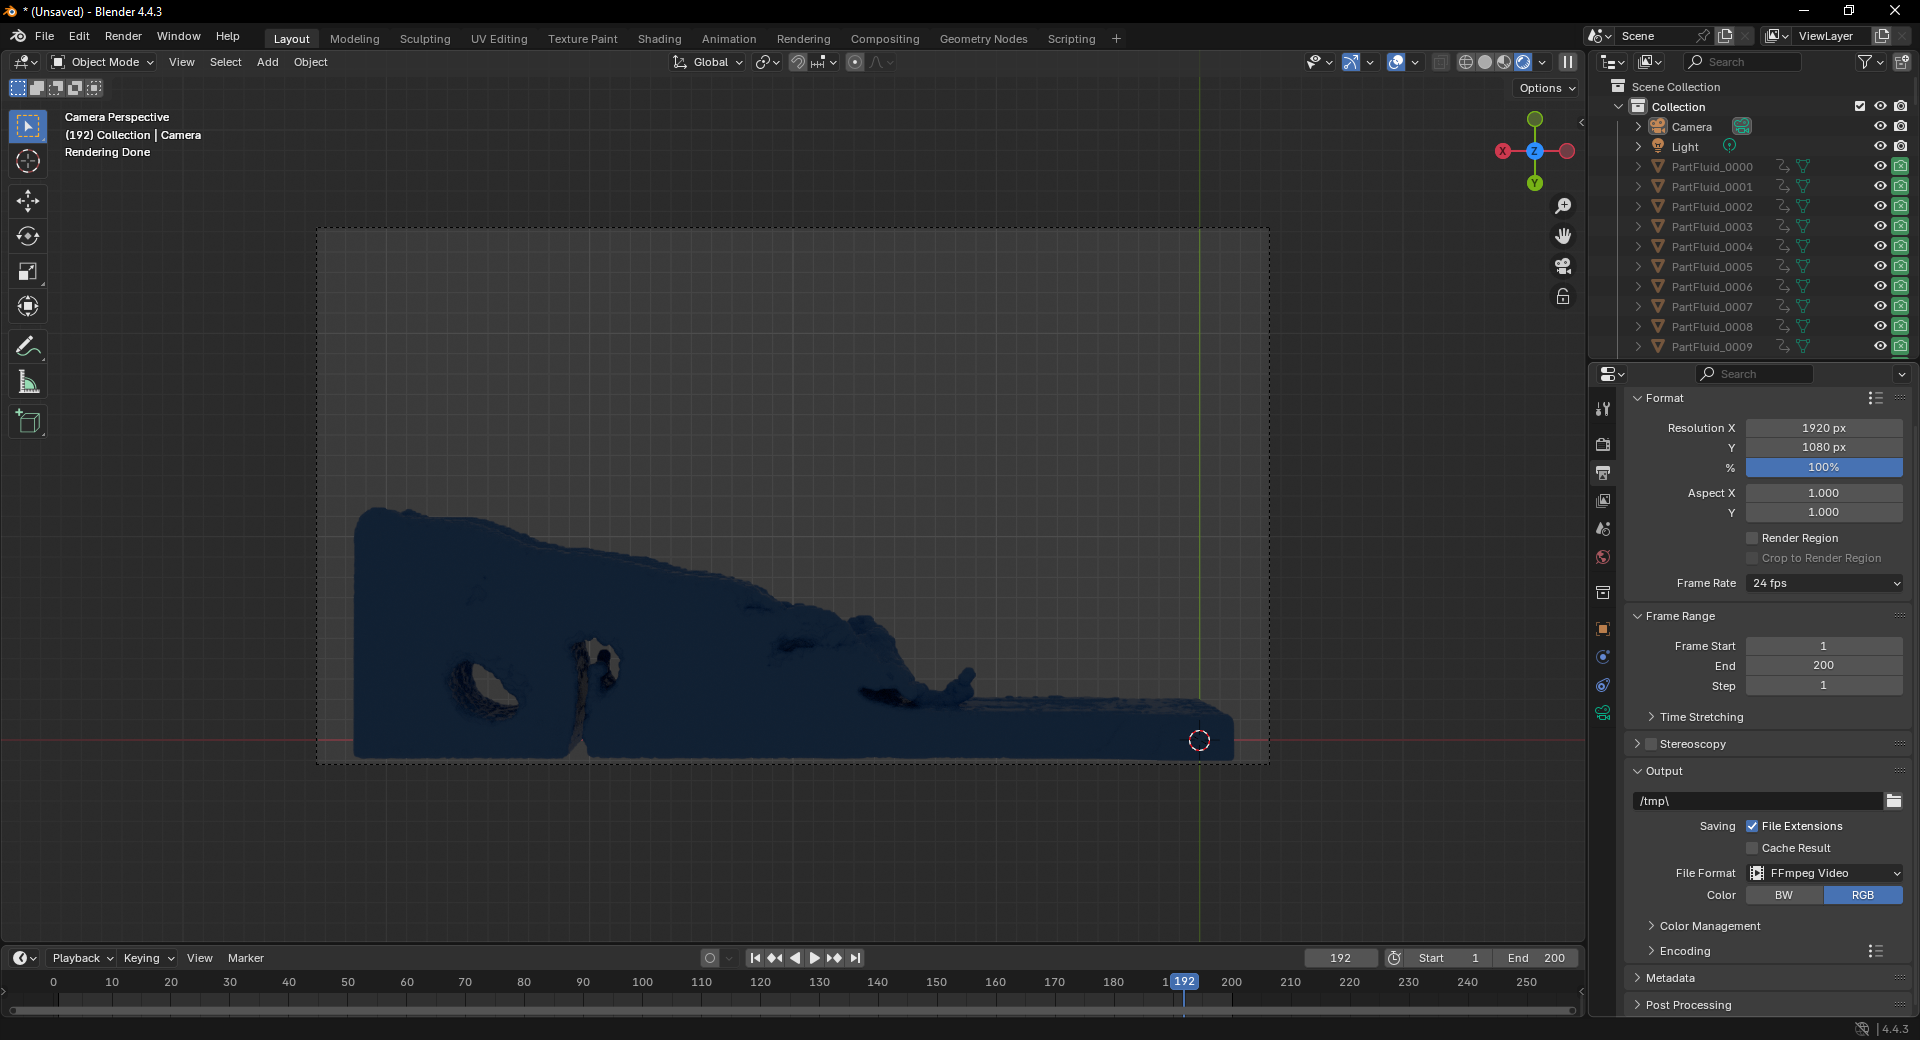 * (Unsaved) - Blender 4.4.3
File Edit Render Window Help
Layout Modeling Sculpting UV Editing Texture Paint Shading Animation Rendering Compositing Geometry Nodes Scripting +
Scene ViewLayer
Object Mode View Select Add Object
Global
Search
Options
Camera Perspective
(192) Collection | Camera
Rendering Done
X Z Y
Scene Collection
Collection
Camera
Light
PartFluid_0000
PartFluid_0001
PartFluid_0002
PartFluid_0003
PartFluid_0004
PartFluid_0005
PartFluid_0006
PartFluid_0007
PartFluid_0008
PartFluid_0009
Search
Format
Resolution X 1920 px
Y 1080 px
% 100%
Aspect X 1.000
Y 1.000
Render Region
Crop to Render Region
Frame Rate 24 fps
Frame Range
Frame Start 1
End 200
Step 1
Time Stretching
Stereoscopy
Output
/tmp\
Saving File Extensions
Cache Result
File Format FFmpeg Video
Color BW RGB
Color Management
Encoding
Metadata
Post Processing
Playback Keying View Marker
192 Start 1 End 200
0 10 20 30 40 50 60 70 80 90 100 110 120 130 140 150 160 170 180 1 192 200 210 220 230 240 250
4.4.3